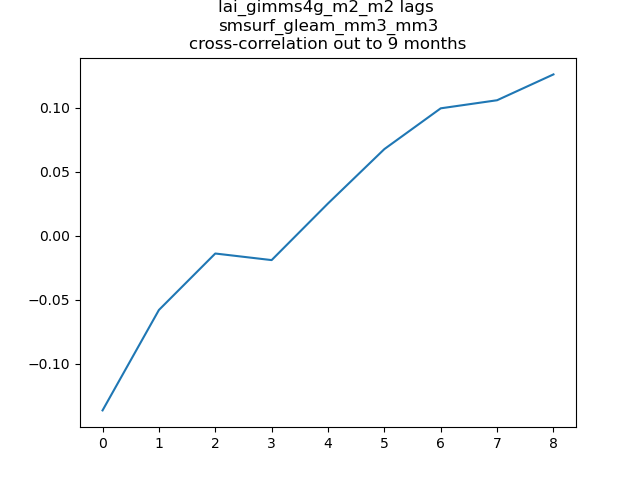 lai_gimms4g_m2_m2 lags
smsurf_gleam_mm3_mm3
cross-correlation out to 9 months
0.10
0.05
0.00
−0.05
−0.10
0 1 2 3 4 5 6 7 8